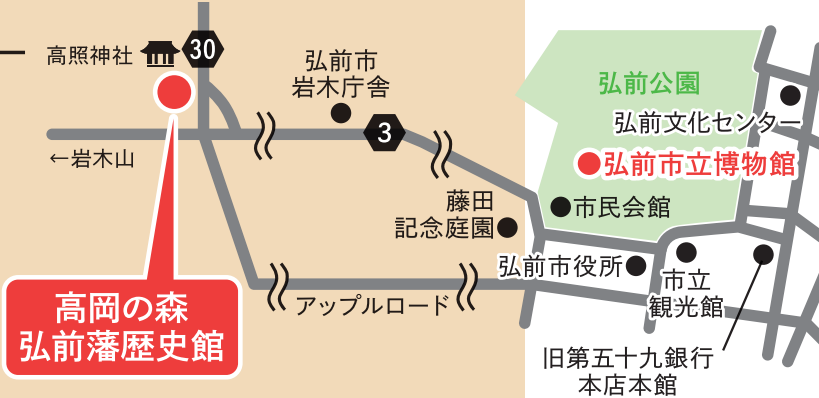 高照神社
30
弘前市
岩木庁舎
3
←岩木山
弘前公園
弘前文化センター
弘前市立博物館
藤田
記念庭園
市民会館
弘前市役所
市立
観光館
アップルロード
高岡の森
弘前藩歴史館
旧第五十九銀行
本店本館